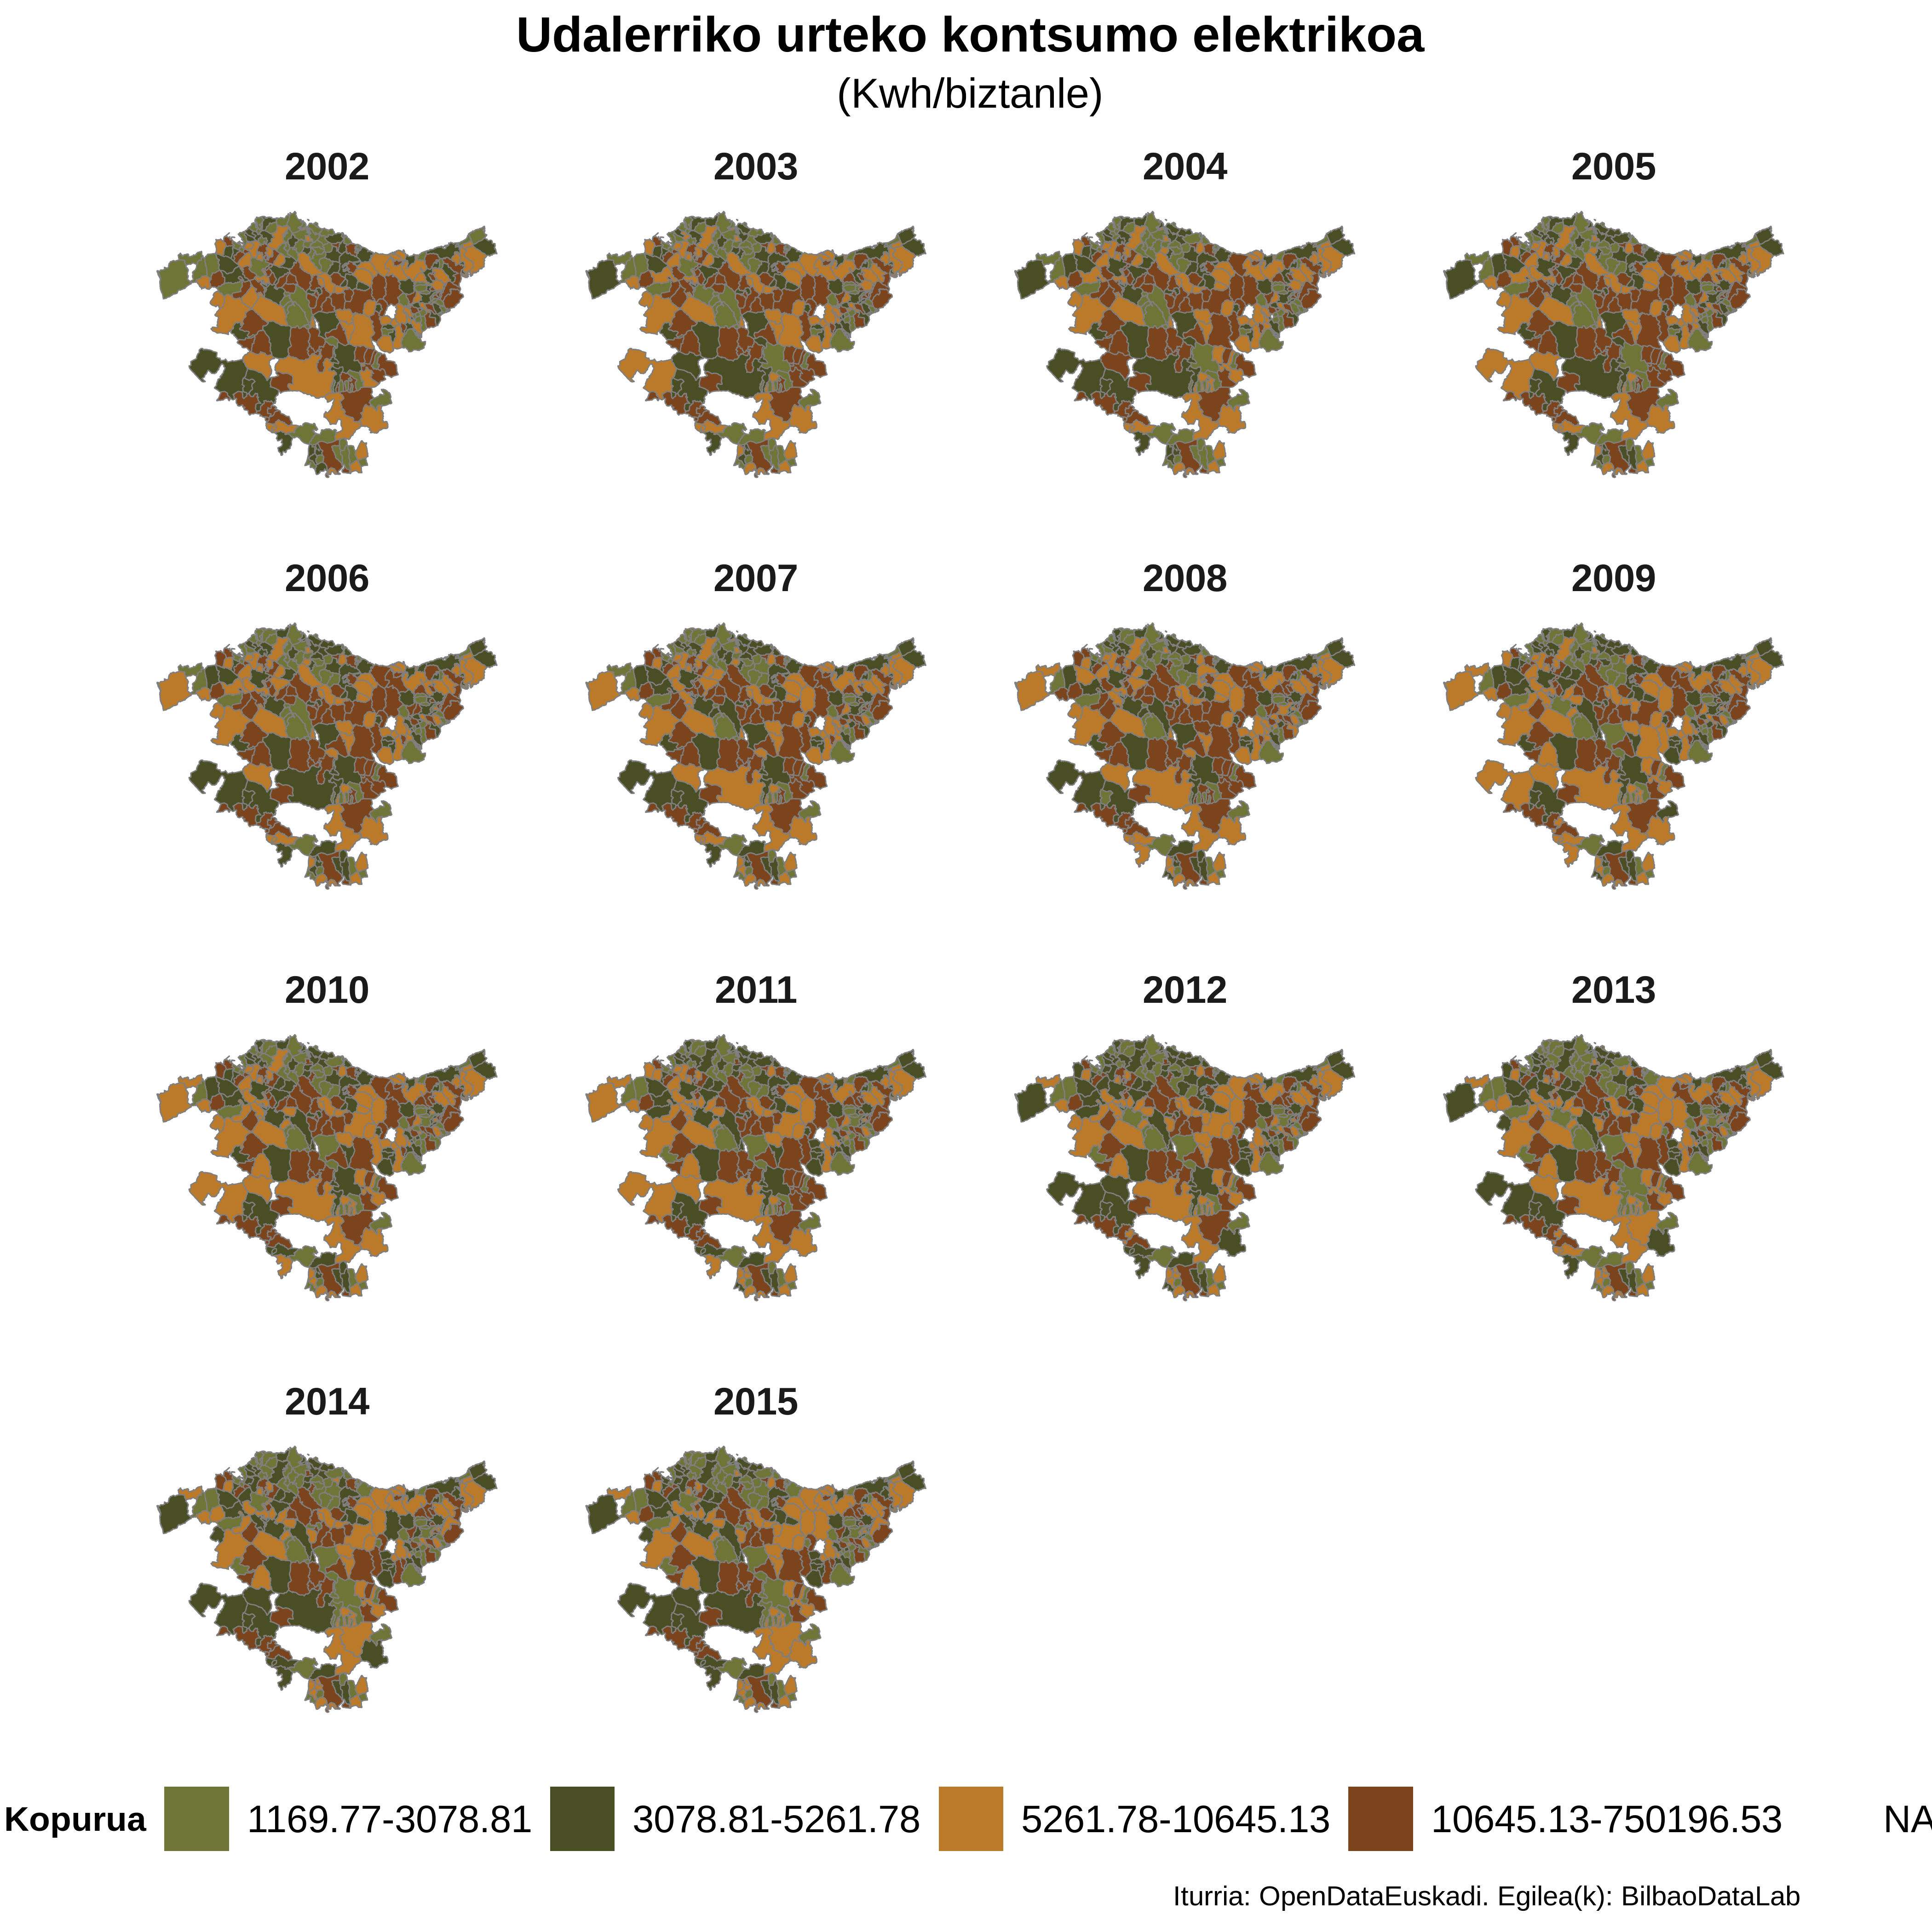 Udalerriko urteko kontsumo elektrikoa
(Kwh/biztanle)
2002 2003 2004 2005
2006 2007 2008 2009
2010 2011 2012 2013
2014 2015
Kopurua 1169.77-3078.81 3078.81-5261.78 5261.78-10645.13 10645.13-750196.53 NA
Iturria: OpenDataEuskadi. Egilea(k): BilbaoDataLab